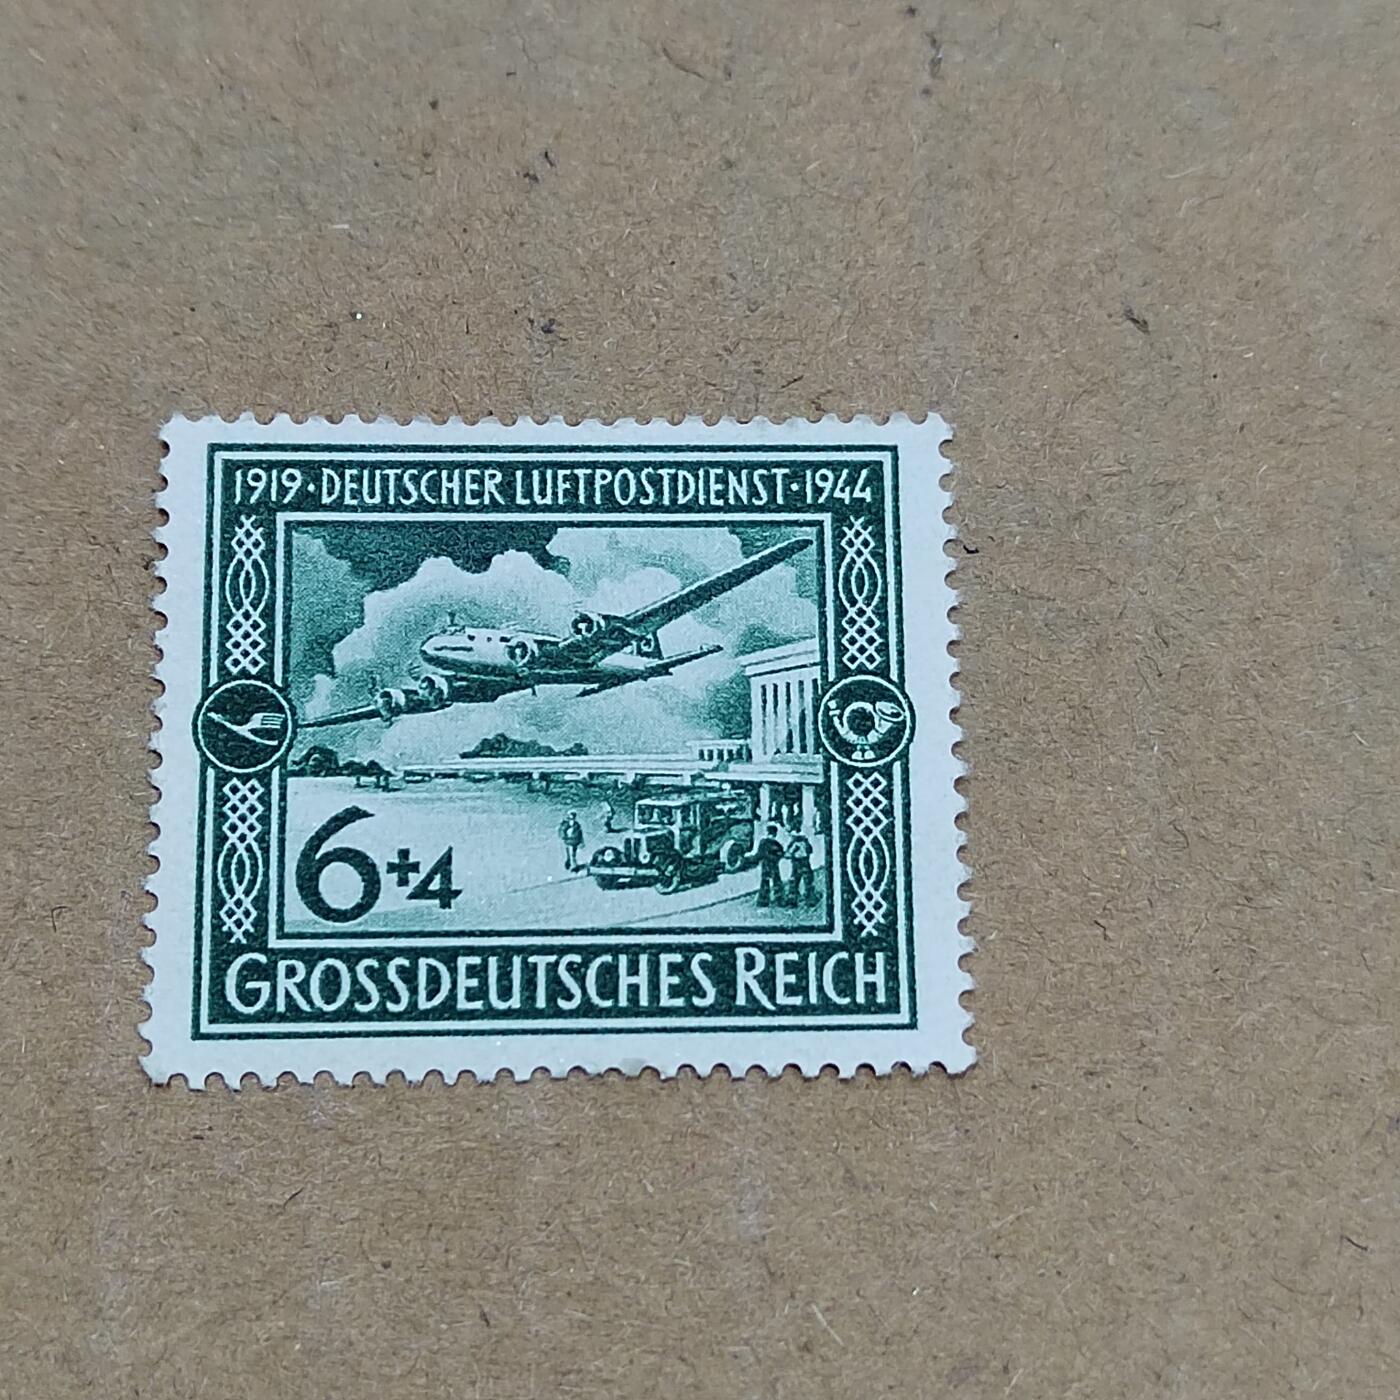 1919·DEUTSCHER LUFTPOSTDIENST·1944
6+4
GROSSDEUTSCHES REICH